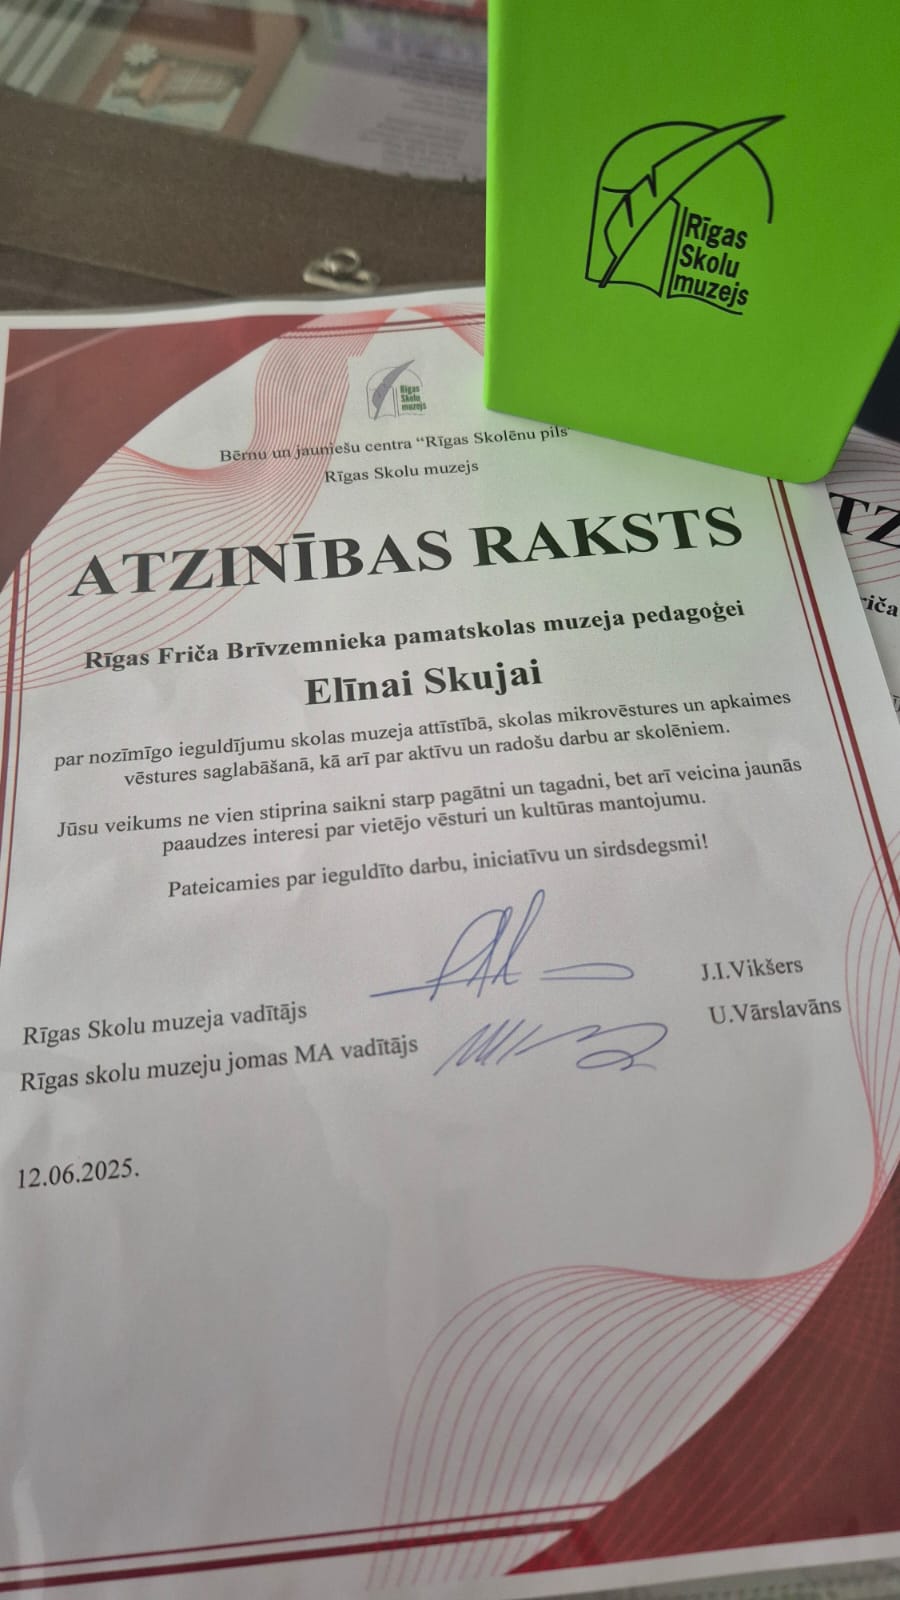 Rīgas
Skolu
muzejs
Rīgas
Skolu
muzejs
Bērnu un jauniešu centra “Rīgas Skolēnu pils
Rīgas Skolu muzejs
ATZINĪBAS RAKSTS
Rīgas Friča Brīvzemnieka pamatskolas muzeja pedagoģei
Elīnai Skujai
par nozīmīgo ieguldījumu skolas muzeja attīstībā, skolas mikrovēstures un apkaimes
vēstures saglabāšanā, kā arī par aktīvu un radošu darbu ar skolēniem.
Jūsu veikums ne vien stiprina saikni starp pagātni un tagadni, bet arī veicina jaunās
paaudzes interesi par vietējo vēsturi un kultūras mantojumu.
Pateicamies par ieguldīto darbu, iniciatīvu un sirdsdegsmi!
Rīgas Skolu muzeja vadītājs J.I.Vikšers
Rīgas skolu muzeju jomas MA vadītājs U.Vārslavāns
12.06.2025.
TZ
riča